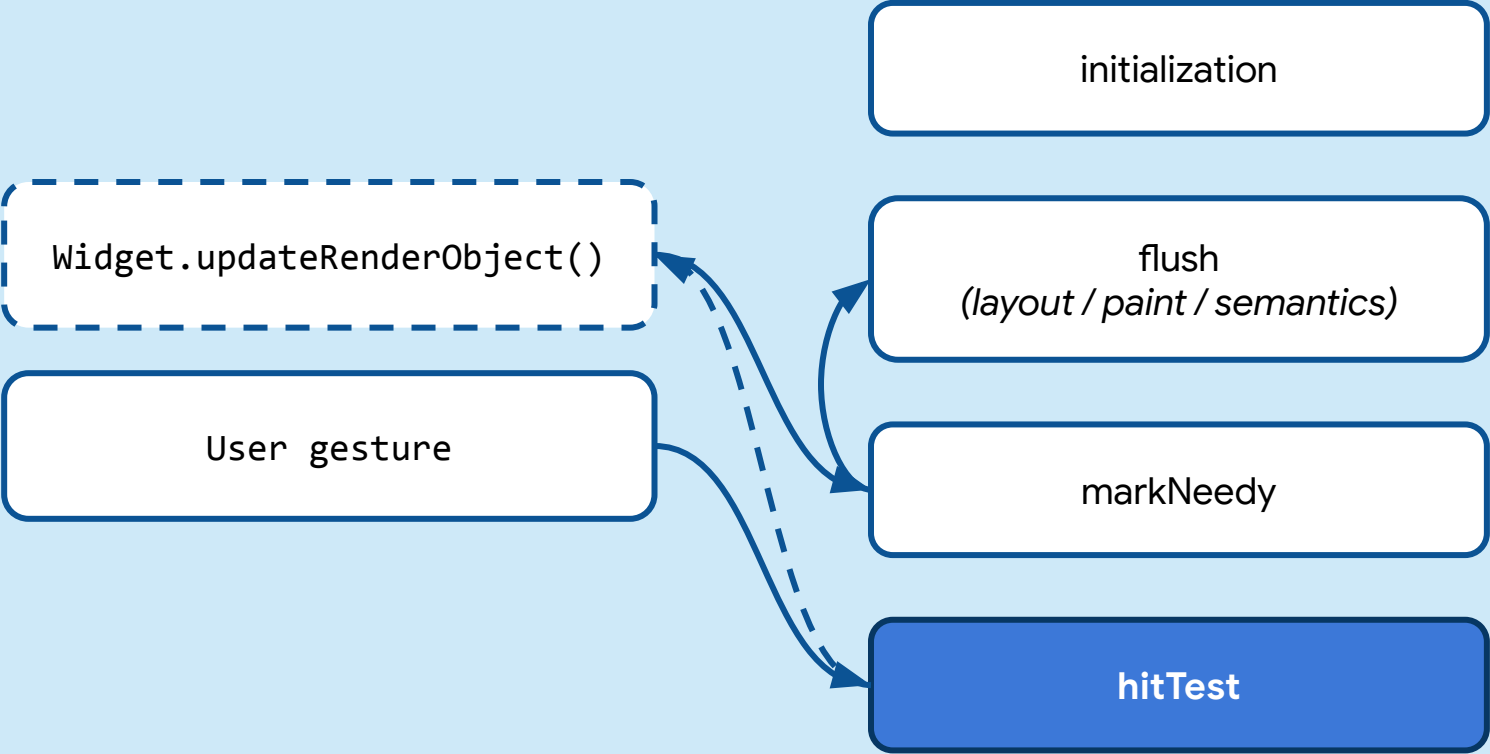 initialization
Widget.updateRenderObject()
flush
(layout / paint / semantics)
User gesture
markNeedy
hitTest